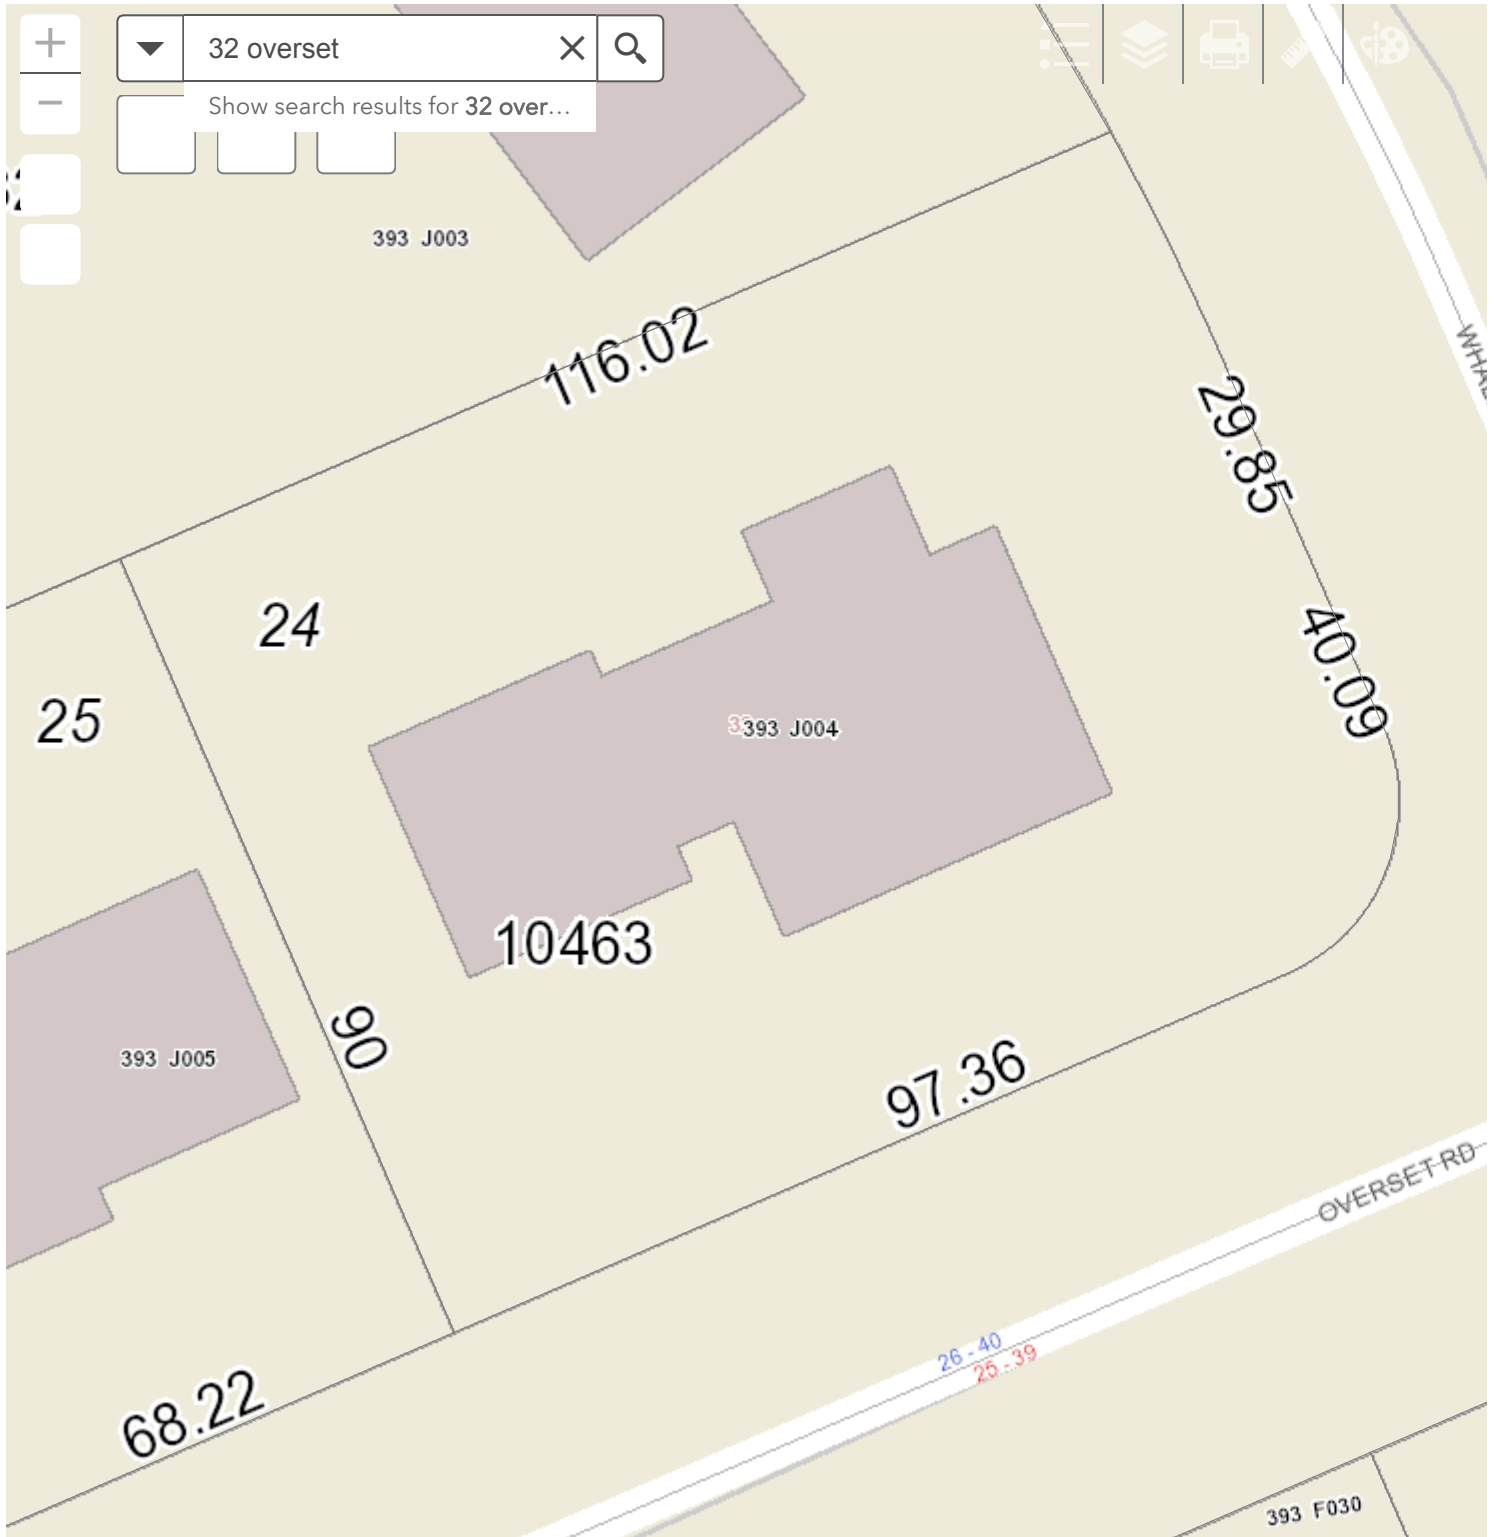 32 overset
Show search results for 32 over...
393 J003
116.02
29.85
24
40.09
25
393 J004
10463
90
393 J005
97.36
OVERSET RD
26 - 40
25 - 39
68.22
393 F030